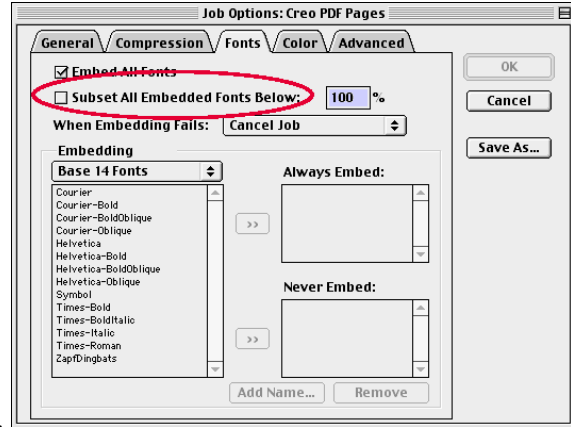 Job Options: Creo PDF Pages
General Compression Fonts Color Advanced
Embed All Fonts
Subset All Embedded Fonts Below: 100 %
When Embedding Fails: Cancel Job
OK
Cancel
Save As...
Embedding
Base 14 Fonts
Courier
Courier-Bold
Courier-BoldOblique
Courier-Oblique
Helvetica
Helvetica-Bold
Helvetica-BoldOblique
Helvetica-Oblique
Symbol
Times-Bold
Times-BoldItalic
Times-Italic
Times-Roman
ZapfDingbats
>>
>>
Always Embed:
Never Embed:
Add Name... Remove